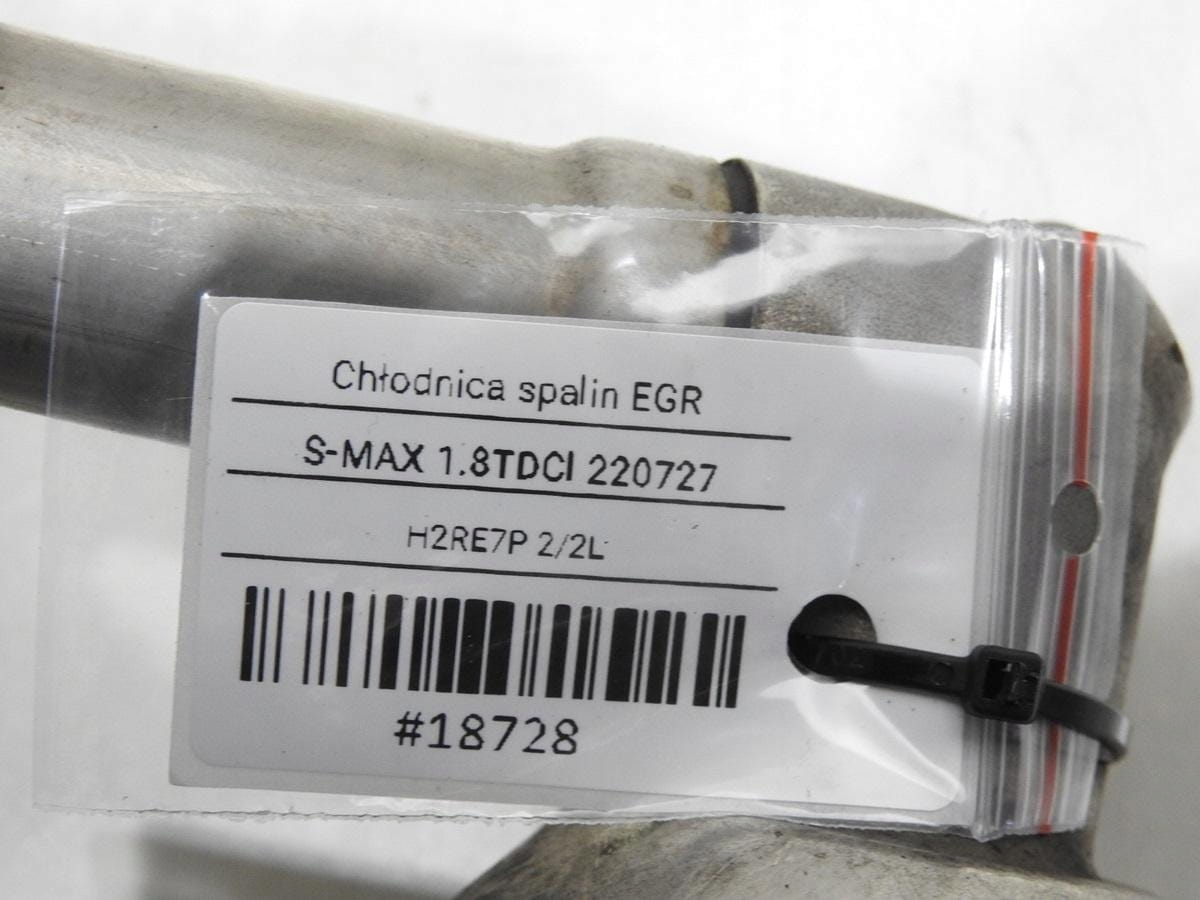 Chłodnica spalin EGR
S-MAX 1.8TDCI 220727
H2RE7P 2/2L
#18728